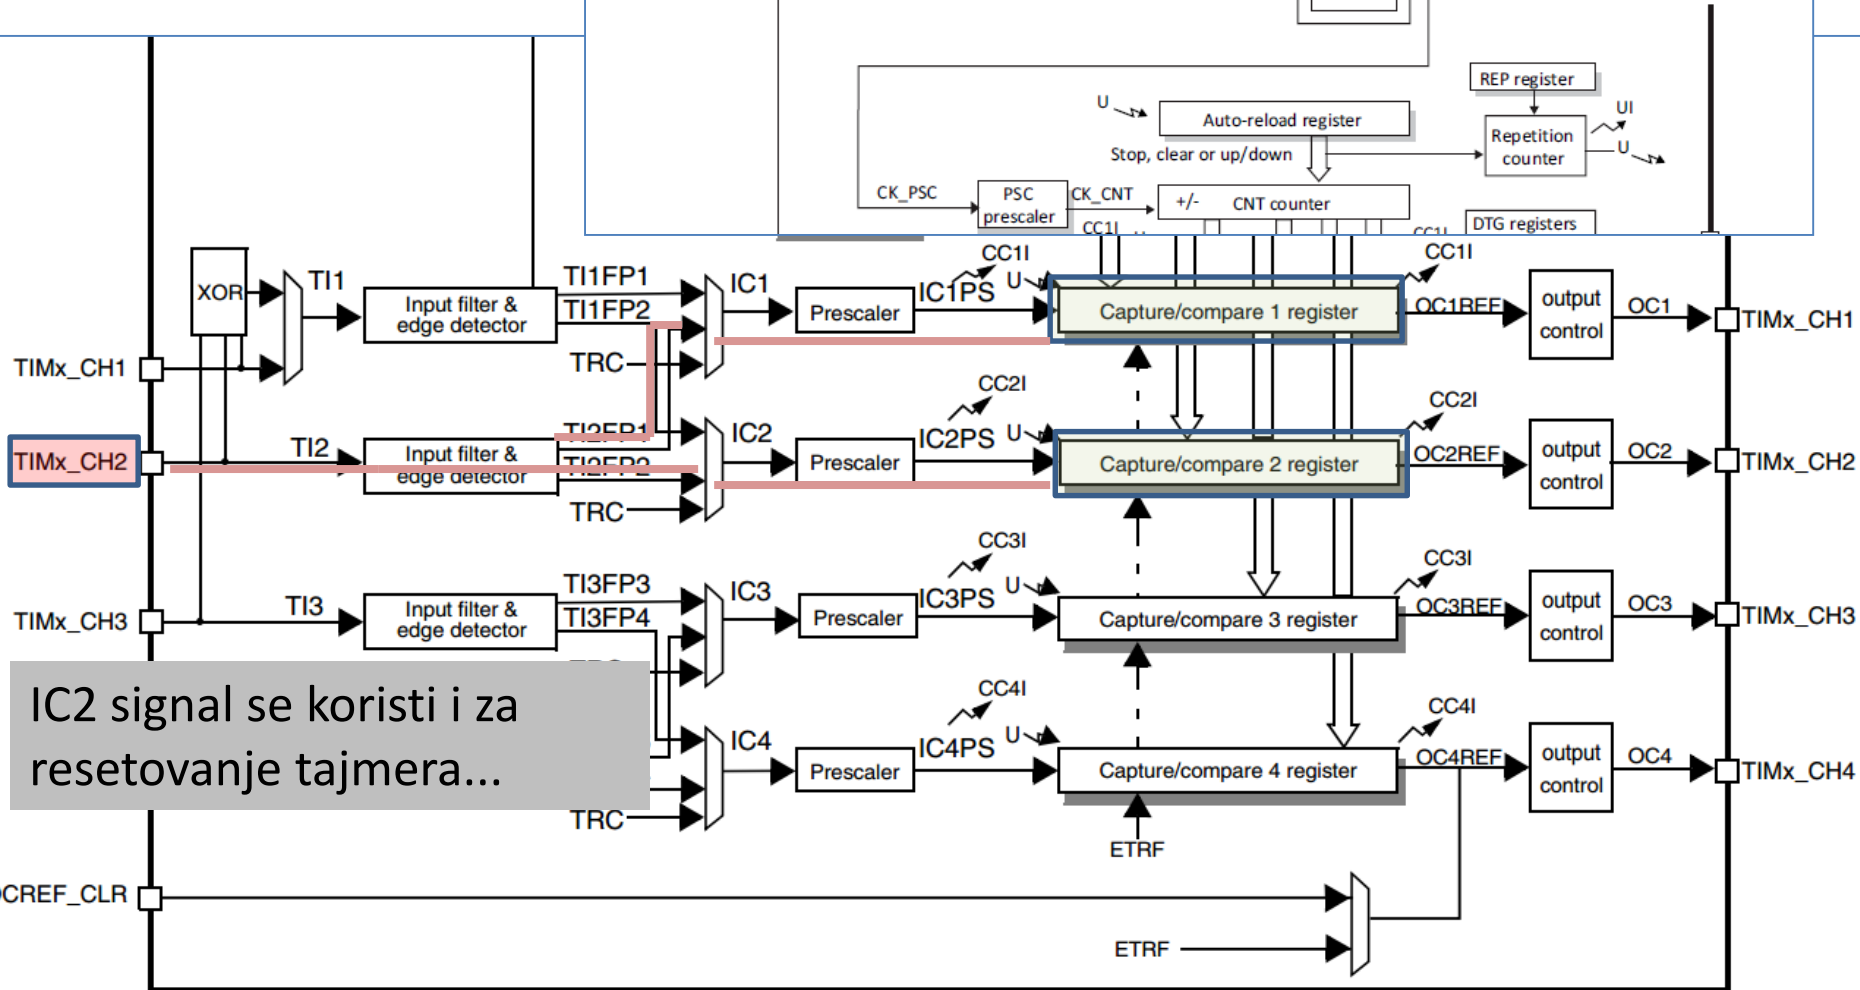 REP register
U
Auto-reload register
UI
Repetition
counter
U
Stop, clear or up/down
CK_PSC
PSC
prescaler
CK_CNT
+/- CNT counter
DTG registers
CC1I
XOR
TI1
Input filter &
edge detector
TI1FP1
TI1FP2
TRC
IC1
Prescaler
IC1PS
CC1I
U
Capture/compare 1 register
CC1I
OC1REF
output
control
OC1
TIMx_CH1
TIMx_CH1
TIMx_CH2
TI2
Input filter &
edge detector
TI2FP1
TI2FP2
TRC
IC2
Prescaler
IC2PS
CC2I
U
Capture/compare 2 register
CC2I
OC2REF
output
control
OC2
TIMx_CH2
TIMx_CH3
TI3
Input filter &
edge detector
TI3FP3
TI3FP4
IC3
Prescaler
IC3PS
CC3I
U
Capture/compare 3 register
CC3I
OC3REF
output
control
OC3
TIMx_CH3
IC2 signal se koristi i za
resetovanje tajmera...
TRC
IC4
Prescaler
IC4PS
CC4I
U
Capture/compare 4 register
CC4I
OC4REF
output
control
OC4
TIMx_CH4
ETRF
OCREF_CLR
ETRF